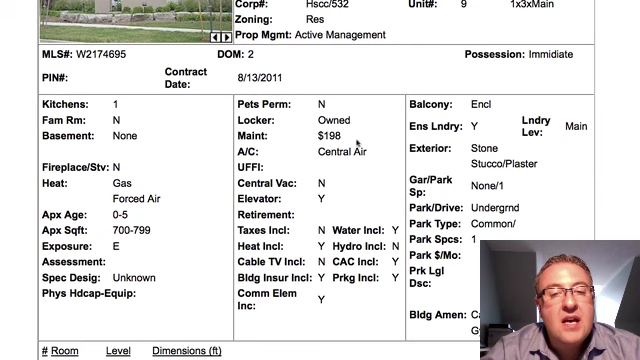 Corp#: Hscc/532 Unit#: 9 1x3xMain
Zoning: Res
Prop Mgmt: Active Management
MLS#: W2174695 DOM: 2 Possession: Immediate
PIN#: Contract Date: 8/13/2011
Kitchens: 1 Pets Perm: N Balcony: Encl
Fam Rm: N Locker: Owned Ens Lndry: Y Lndry Lev: Main
Basement: None Maint: $198
A/C: Central Air Exterior: Stone
Stucco/Plaster
Fireplace/Stv: N UFFI:
Heat: Gas Central Vac: N Gar/Park Sp: None/1
Forced Air Elevator: Y
Apx Age: 0-5 Retirement: Park/Drive: Undergrnd
Apx Sqft: 700-799 Taxes Incl: N Water Incl: Y Park Type: Common/
Exposure: E Heat Incl: Y Hydro Incl: N Park Spcs: 1
Assessment: Cable TV Incl: N CAC Incl: Y Park $/Mo:
Spec Desig: Unknown Bldg Insur Incl: Y Prkg Incl: Y Prk Lgl Dsc:
Phys Hdcap-Equip: Comm Elem Inc: Y
Bldg Amen:
# Room Level Dimensions (ft)